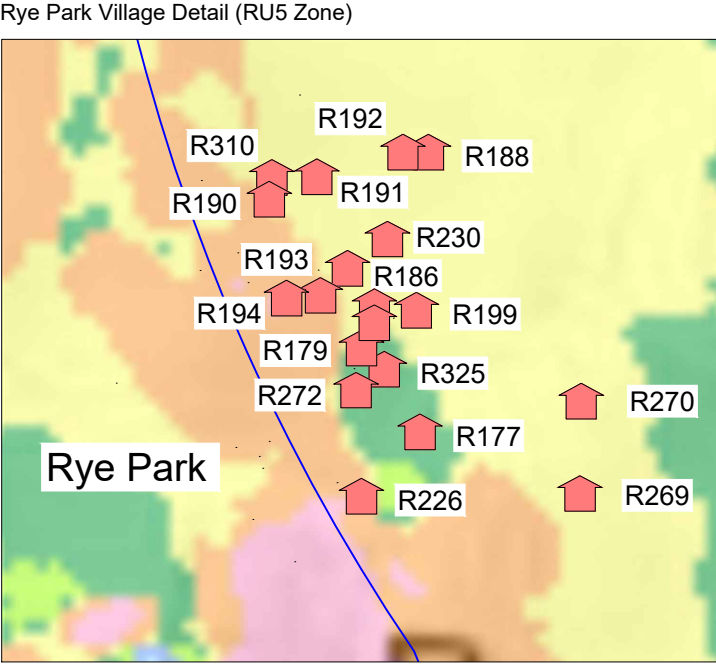 Rye Park Village Detail (RU5 Zone)
R192
R310
R188
R191
R190
R230
R193
R186
R194
R199
R179
R325
R272
R270
R177
Rye Park
R226
R269